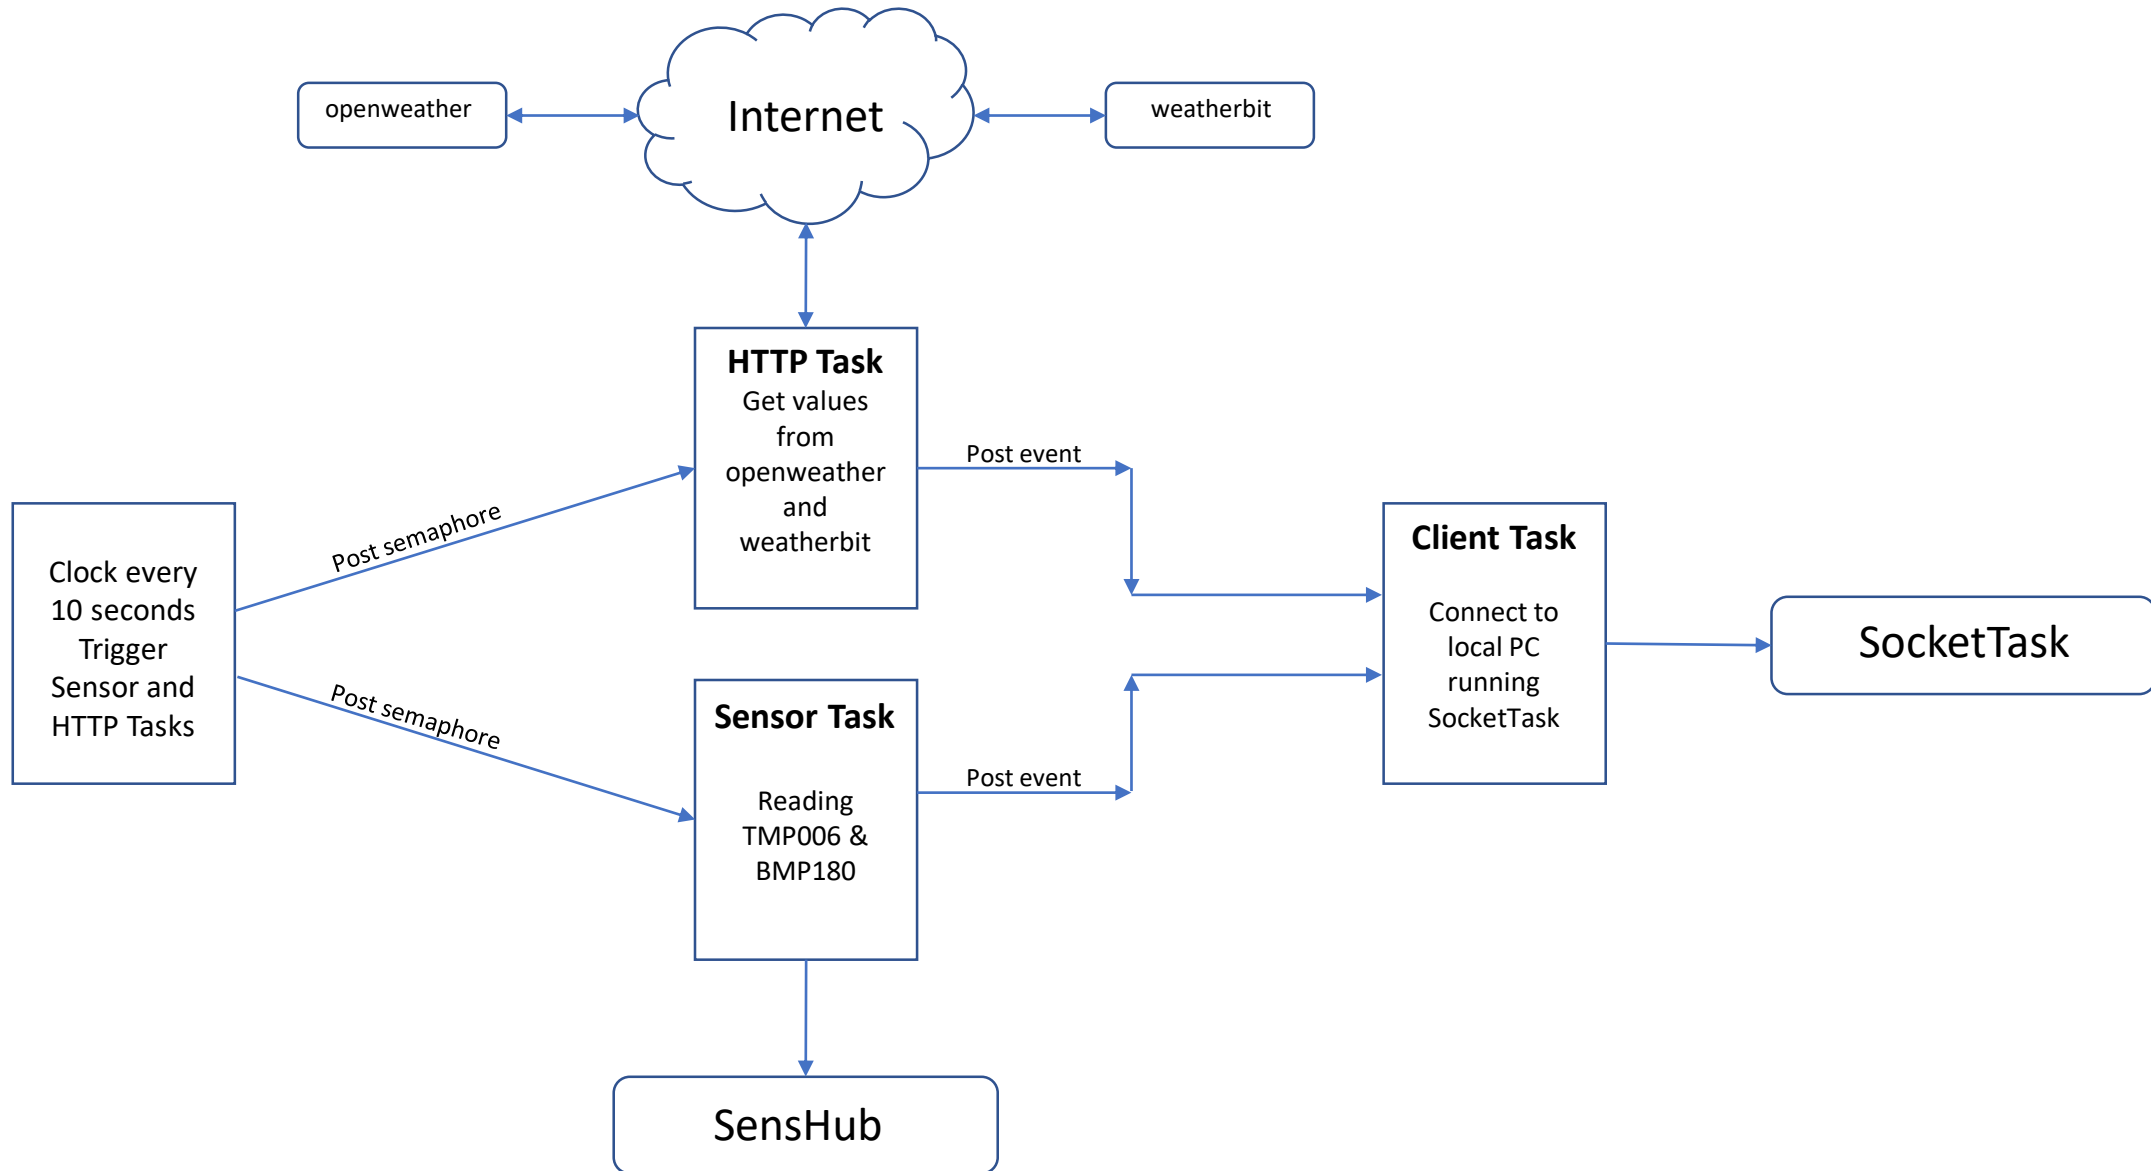 openweather
Internet
weatherbit
HTTP Task
Get values
from
openweather
and
weatherbit
Post event
Post semaphore
Clock every
10 seconds
Trigger
Sensor and
HTTP Tasks
Post semaphore
Sensor Task
Reading
TMP006 &
BMP180
Post event
Client Task
Connect to
local PC
running
SocketTask
SocketTask
SensHub